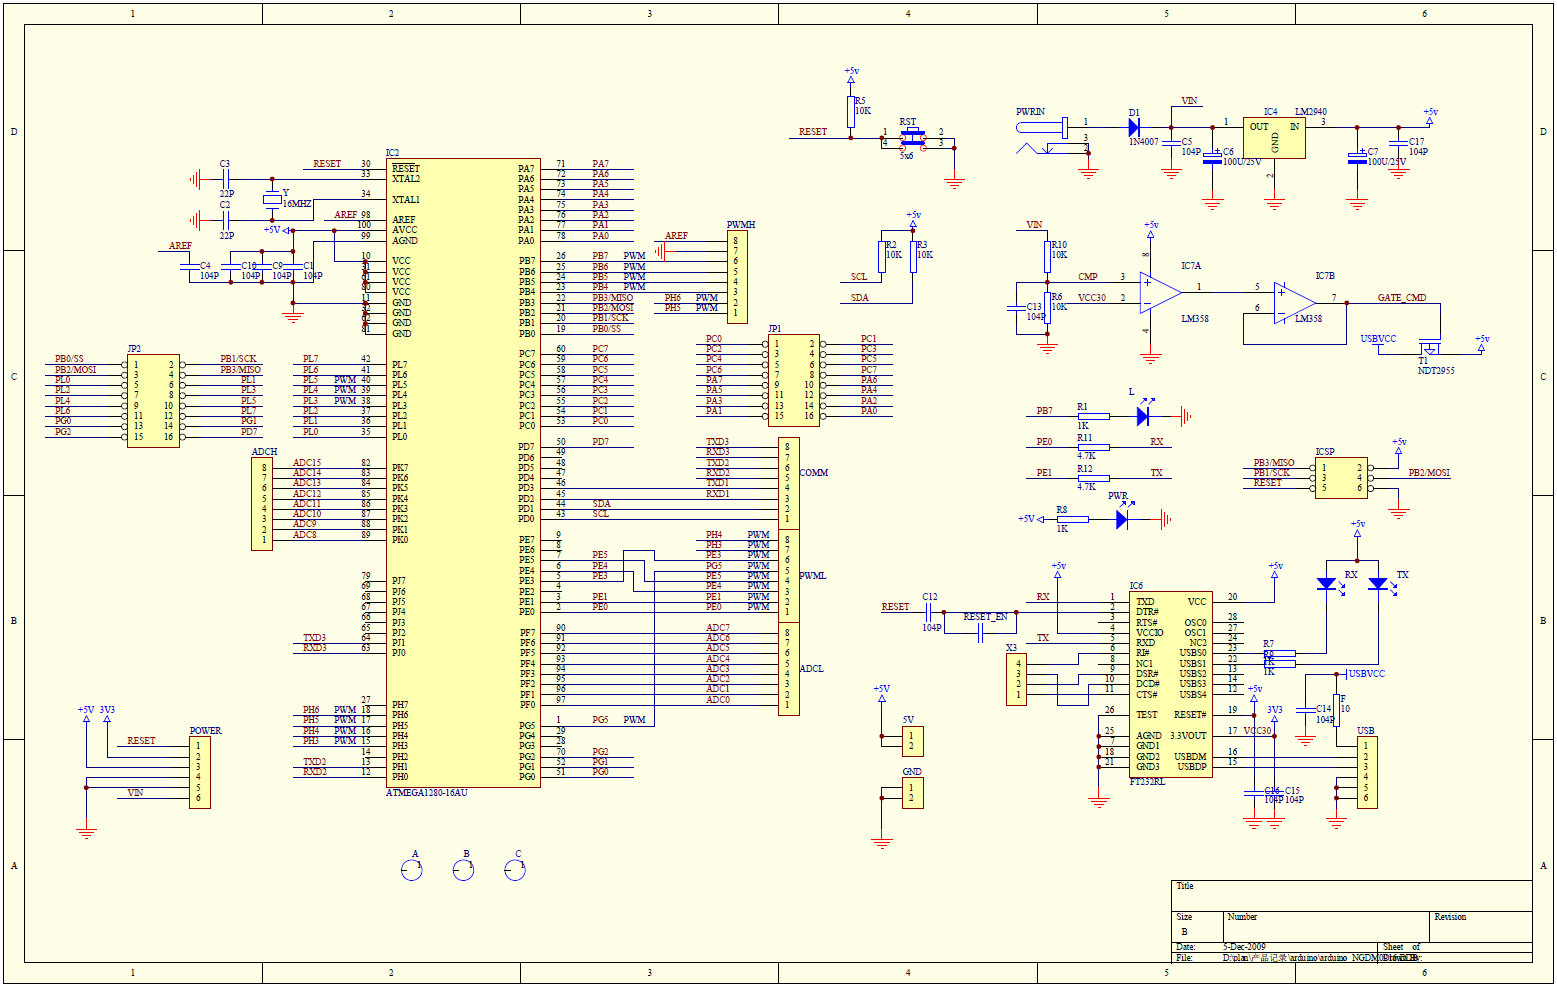 1 2 3 4 5 6
D
C
B
A
IC2
ATMEGA1280-16AU
RESET 30 RESET
33 XTAL2
34 XTAL1
AREF 98 AREF
+5V 100 AVCC
99 AGND
10 VCC
VCC
VCC
VCC
11 GND
GND
GND
81 GND
PL7 42 PL7
PL6 41 PL6
PL5 PWM 40 PL5
PL4 PWM 39 PL4
PL3 PWM 38 PL3
PL2 37 PL2
PL1 36 PL1
PL0 35 PL0
ADC15 82 PK7
ADC14 83 PK6
ADC13 84 PK5
ADC12 85 PK4
ADC11 86 PK3
ADC10 87 PK2
ADC9 88 PK1
ADC8 89 PK0
79 PJ7
69 PJ6
68 PJ5
67 PJ4
66 PJ3
65 PJ2
TXD3 64 PJ1
RXD3 63 PJ0
27 PH7
PH6 PWM 18 PH6
PH5 PWM 17 PH5
PH4 PWM 16 PH4
PH3 PWM 15 PH3
14 PH2
TXD2 13 PH1
RXD2 12 PH0
PA7 71 PA7
PA6 72 PA6
PA5 73 PA5
PA4 74 PA4
PA3 75 PA3
PA2 76 PA2
PA1 77 PA1
PA0 78 PA0
PB7 26 PB7 PWM
PB6 25 PB6 PWM
PB5 24 PB5 PWM
PB4 23 PB4 PWM
PB3 22 PB3/MISO
PB2 21 PB2/MOSI
PB1 20 PB1/SCK
PB0 19 PB0/SS
PC7 60 PC7
PC6 59 PC6
PC5 58 PC5
PC4 57 PC4
PC3 56 PC3
PC2 55 PC2
PC1 54 PC1
PC0 53 PC0
PD7 50 PD7
PD6 49
PD5 48
PD4 47
PD3 46
PD2 45
PD1 44 SDA
PD0 43 SCL
PE7 9
PE6 8
PE5 7 PE5
PE4 6 PE4
PE3 5 PE3
PE2 4
PE1 3 PE1
PE0 2 PE0
PF7 90
PF6 91
PF5 92
PF4 93
PF3 94
PF2 95
PF1 96
PF0 97
PG5 1 PG5 PWM
PG4 29
PG3 28
PG2 70 PG2
PG1 52 PG1
PG0 51 PG0
C3
22P
C2
22P
Y
16MHZ
AREF
C4 104P
C10 104P
C9 104P
C1 104P
JP2
PB0/SS 1 2 PB1/SCK
PB2/MOSI 3 4 PB3/MISO
PL0 5 6 PL1
PL2 7 8 PL3
PL4 9 10 PL5
PL6 11 12 PL7
PG0 13 14 PG1
PG2 15 16 PD7
ADCH
8
7
6
5
4
3
2
1
+5V 3V3
POWER
RESET 1
2
3
4
5
VIN 6
PWMH
AREF 8
7
6
5
4
3
PH6 PWM 2
PH5 PWM 1
JP1
PC0 1 2 PC1
PC2 3 4 PC3
PC4 5 6 PC5
PC6 7 8 PC7
PA7 9 10 PA6
PA5 11 12 PA4
PA3 13 14 PA2
PA1 15 16 PA0
COMM
TXD3 8
RXD3 7
TXD2 6
RXD2 5
TXD1 4
RXD1 3
2
1
PWML
PH4 PWM 8
PH3 PWM 7
PE3 PWM 6
PG5 PWM 5
PE5 PWM 4
PE4 PWM 3
PE1 PWM 2
PE0 PWM 1
ADCL
ADC7 8
ADC6 7
ADC5 6
ADC4 5
ADC3 4
ADC2 3
ADC1 2
ADC0 1
+5v
R5
10K
RESET
RST
1 2
4 3
5x6
+5v
R2 10K
R3 10K
SCL
SDA
PWRIN
1
3
2
D1
1N4007
VIN
C5
104P
C6
100U/25V
IC4 LM2940
1 OUT IN 3
GND
2
C7
100U/25V
C17
104P
+5v
VIN
R10
10K
CMP 3
VCC30 2
R6
10K
C13
104P
+5v
8
4
IC7A
1
LM358
IC7B
5
6
7
LM358
GATE_CMD
USBVCC
+5v
T1
NDT2955
PB7 R1
1K
L
PE0 R11 RX
4.7K
PE1 R12 TX
4.7K
PWR
+5V R8
1K
ICSP
+5v
PB3/MISO 1 2
PB1/SCK 3 4 PB2/MOSI
RESET 5 6
+5v
RX TX
R7
1K
RESET
C12
104P
RESET_EN
+5v
RX
TX
IC6
FT232RL
1 TXD
2 DTR#
3 RTS#
4 VCCIO
5 RXD
6 RI#
8 NC1
9 DSR#
10 DCD#
11 CTS#
26 TEST
25 AGND
7 GND1
18 GND2
21 GND3
VCC 20
OSC0 28
OSC1 27
NC2 24
USBS0 23
USBS1 22
USBS2 13
USBS3 14
USBS4 12
RESET# 19
3.3VOUT 17 VCC30
USBDM 16
USBDP 15
+5v
+5v
3V3
X3
4
3
2
1
USBVCC
F
10
C14
104P
C16 104P
C15 104P
USB
1
2
3
4
5
6
+5V
5V
1
2
GND
1
2
A B C
1 1 1
Title
Size Number Revision
B
Date: 5-Dec-2009 Sheet of
File: D:\plan\产品记录\arduino\arduino
1 2 3 4 5 6